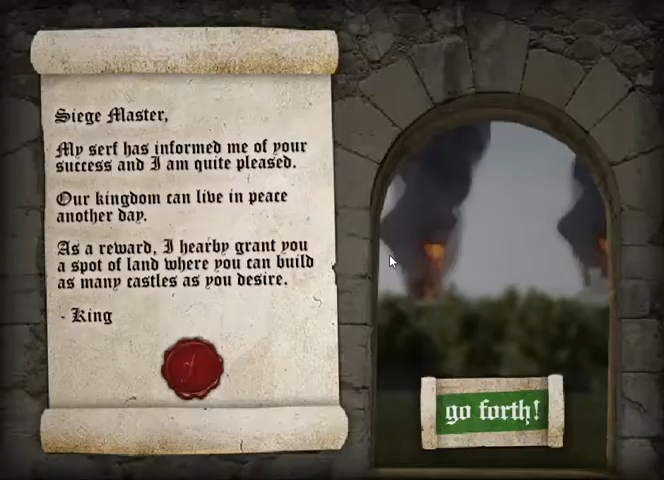 Siege Master,
My serf has informed me of your
success and I am quite pleased.
Our kingdom can live in peace
another day.
As a reward, I hearby grant you
a spot of land where you can build
as many castles as you desire.
- King
go forth!